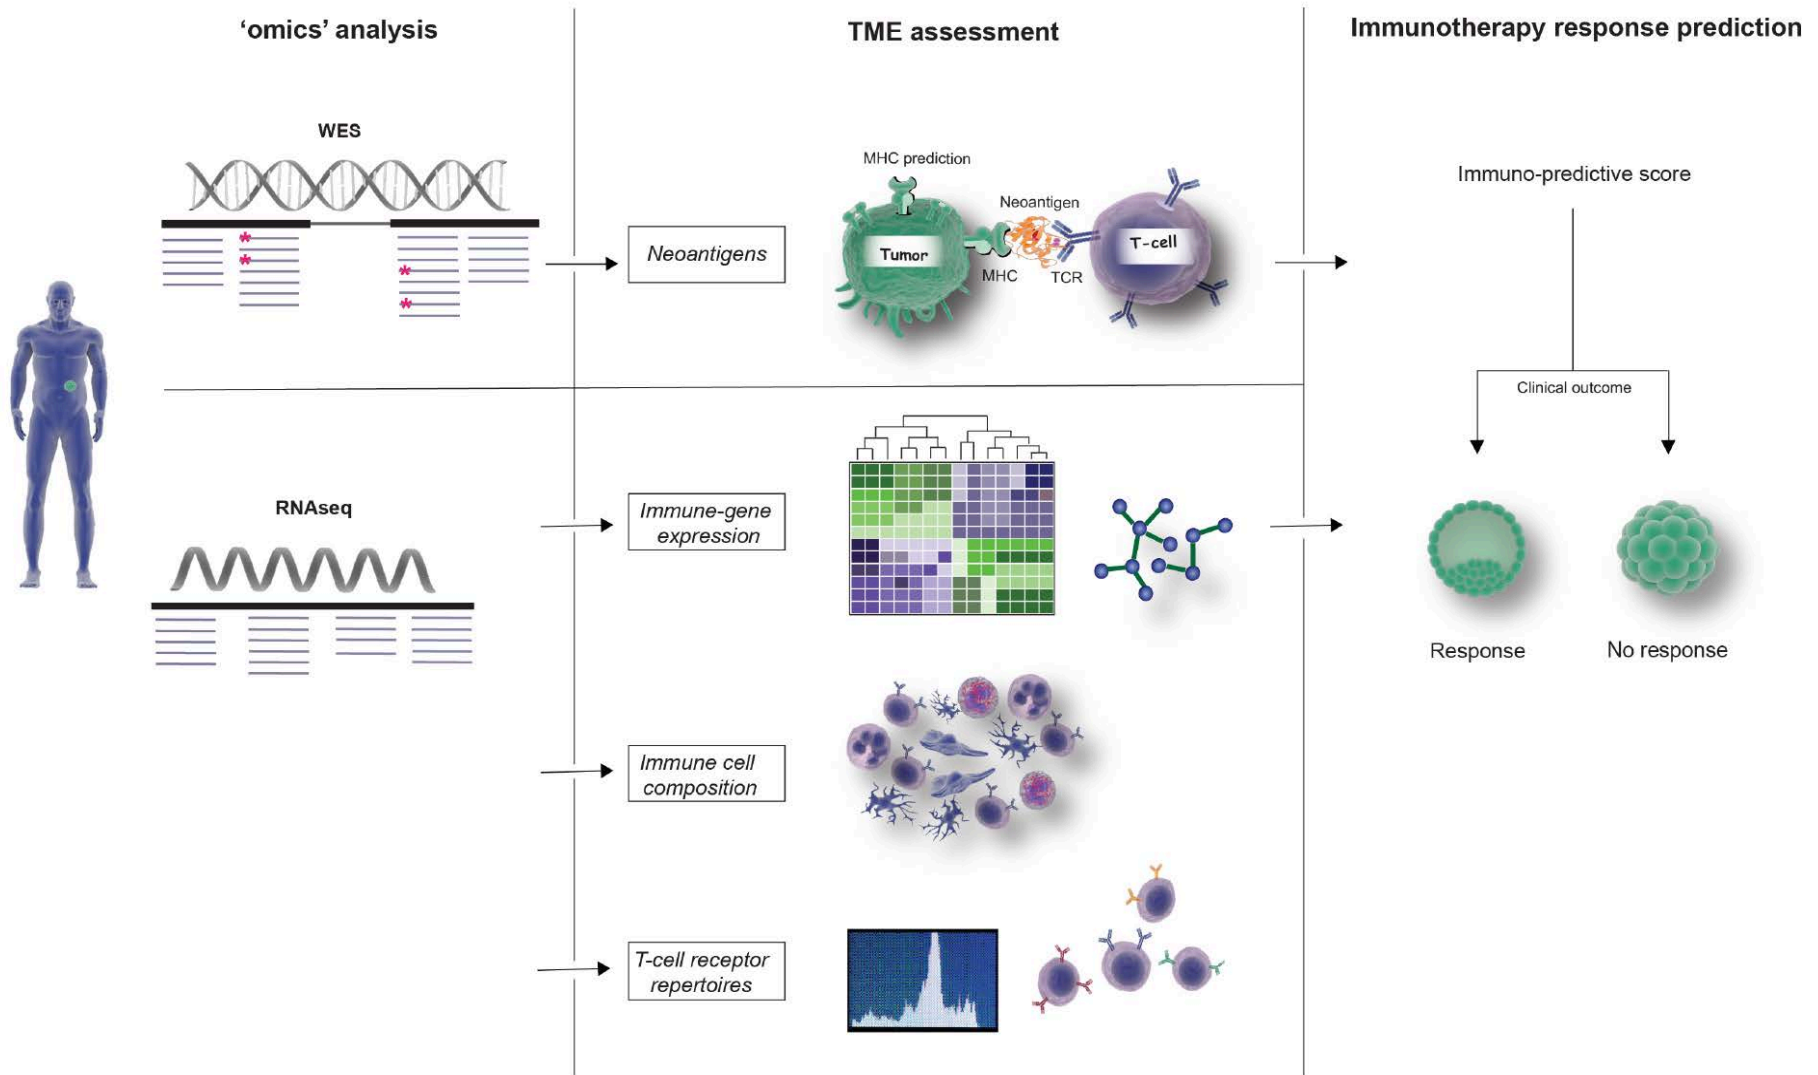 ‘omics’ analysis
TME assessment
Immunotherapy response prediction
WES
MHC prediction
Neoantigen
Tumor
T-cell
MHC
TCR
Neoantigens
Immuno-predictive score
Clinical outcome
RNAseq
Immune-gene
expression
Response
No response
Immune cell
composition
T-cell receptor
repertoires